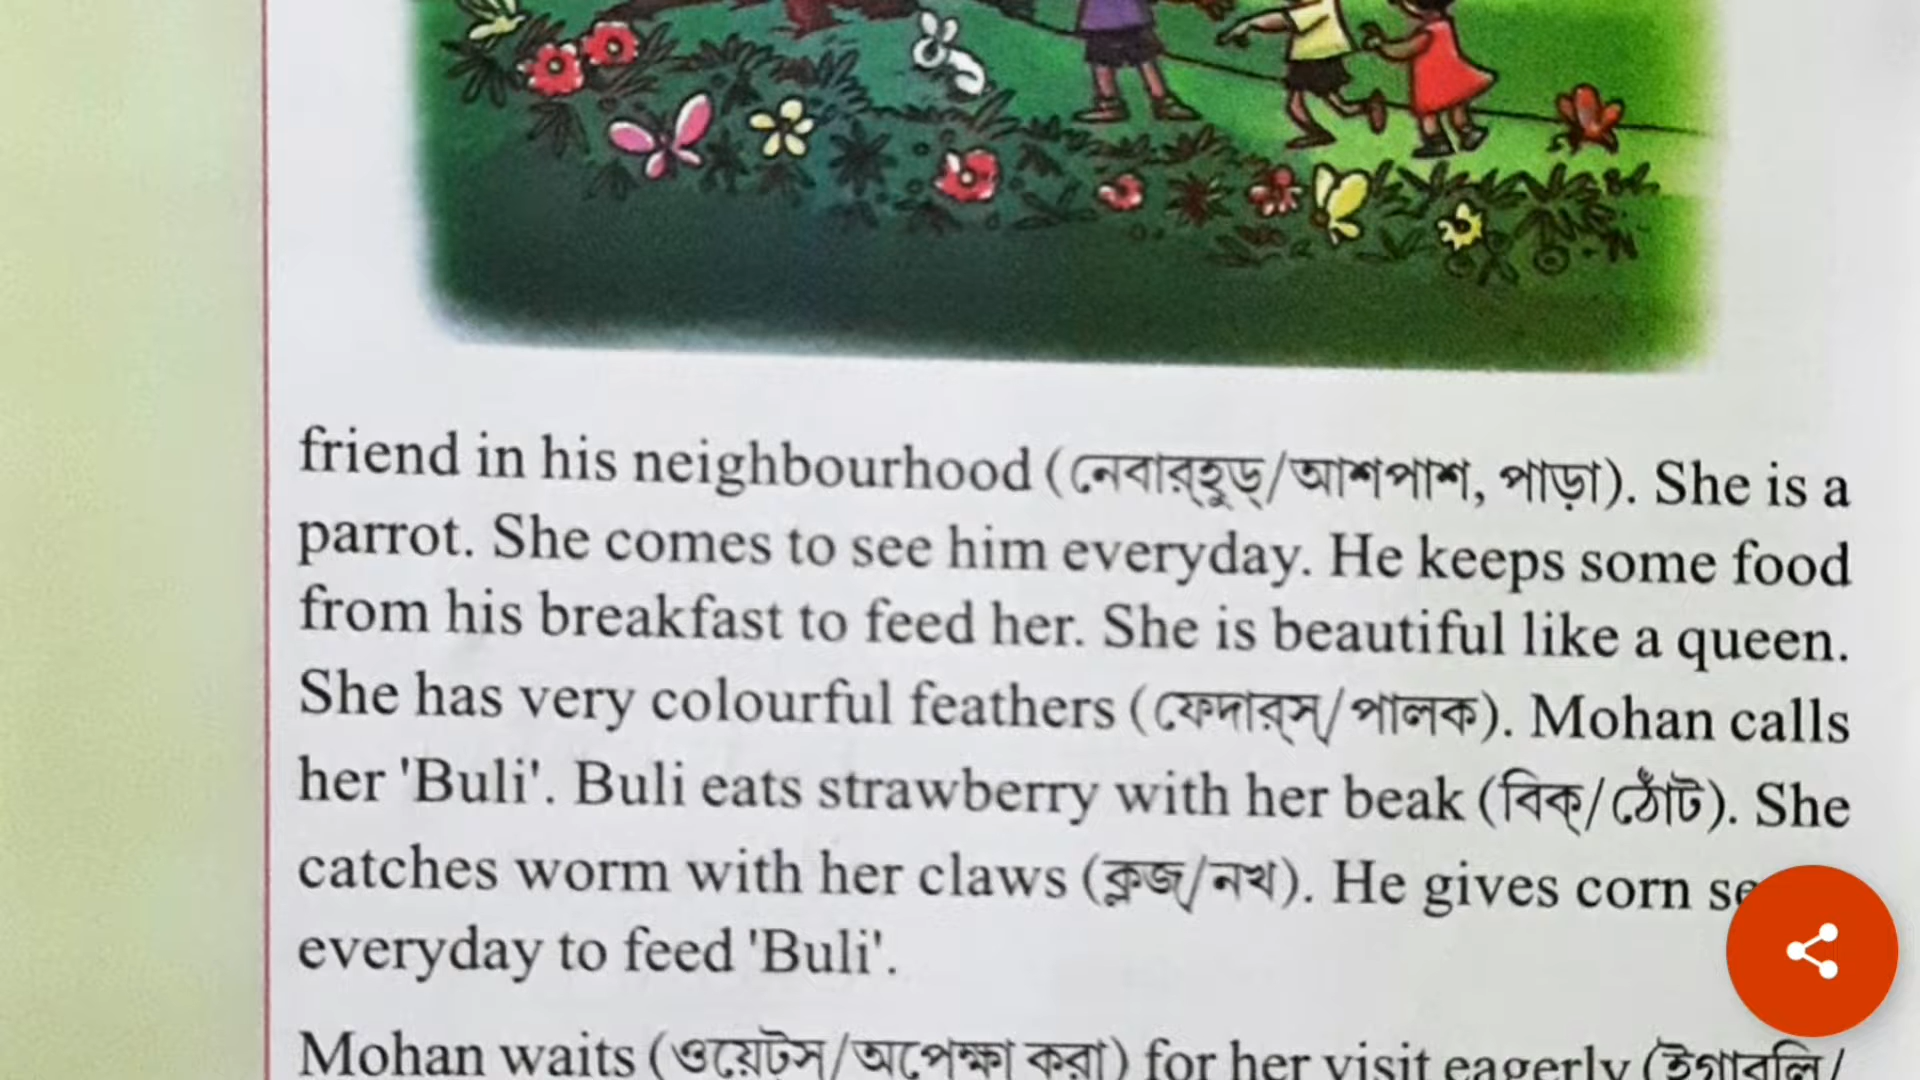 friend in his neighbourhood (নেবার্‌হুড্/আশপাশ, পাড়া). She is a
parrot. She comes to see him everyday. He keeps some food
from his breakfast to feed her. She is beautiful like a queen.
She has very colourful feathers (ফেদার্স্/পালক). Mohan calls
her 'Buli'. Buli eats strawberry with her beak (বিক্/ঠোঁট). She
catches worm with her claws (ক্লজ্/নখ). He gives corn
everyday to feed 'Buli'.
Mohan waits (ওয়েটস্/অপেক্ষা করা) for her visit eagerly